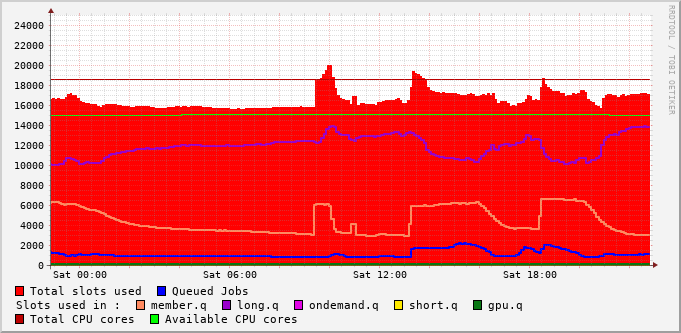 24000
22000
20000
18000
16000
14000
12000
10000
8000
6000
4000
2000
0
Sat 00:00 Sat 06:00 Sat 12:00 Sat 18:00
RRDTOOL / TOBI OETIKER
Total slots used Queued Jobs
Slots used in : member.q long.q ondemand.q short.q gpu.q
Total CPU cores Available CPU cores